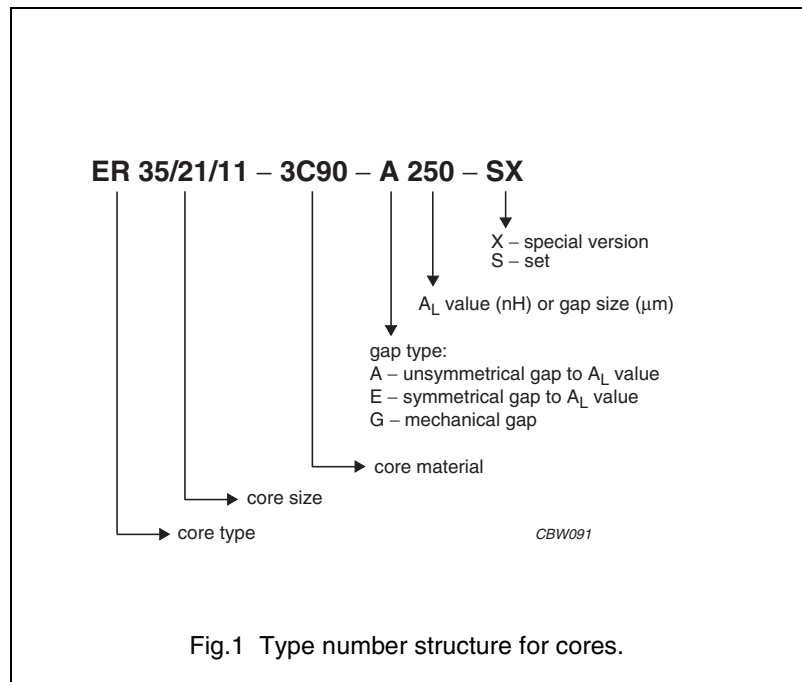 ER 35/21/11 – 3C90 – A 250 – SX
X – special version
S – set
AL value (nH) or gap size (μm)
gap type:
A – unsymmetrical gap to AL value
E – symmetrical gap to AL value
G – mechanical gap
core material
core size
core type
CBW091
Fig.1 Type number structure for cores.